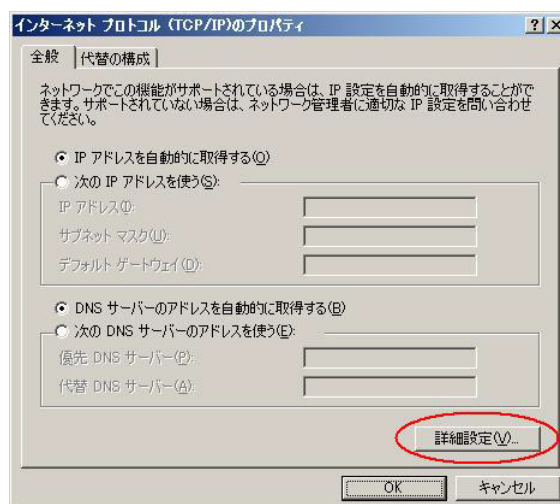 インターネット プロトコル (TCP/IP)のプロパティ
全般
代替の構成
ネットワークでこの機能がサポートされている場合は、IP 設定を自動的に取得することがで
きます。サポートされていない場合は、ネットワーク管理者に適切な IP 設定を問い合わせ
てください。
IP アドレスを自動的に取得する(O)
次の IP アドレスを使う(S):
IP アドレス(I):
サブネット マスク(U):
デフォルト ゲートウェイ(D):
DNS サーバーのアドレスを自動的に取得する(B)
次の DNS サーバーのアドレスを使う(E):
優先 DNS サーバー(P):
代替 DNS サーバー(A):
詳細設定(V)...
OK
キャンセル